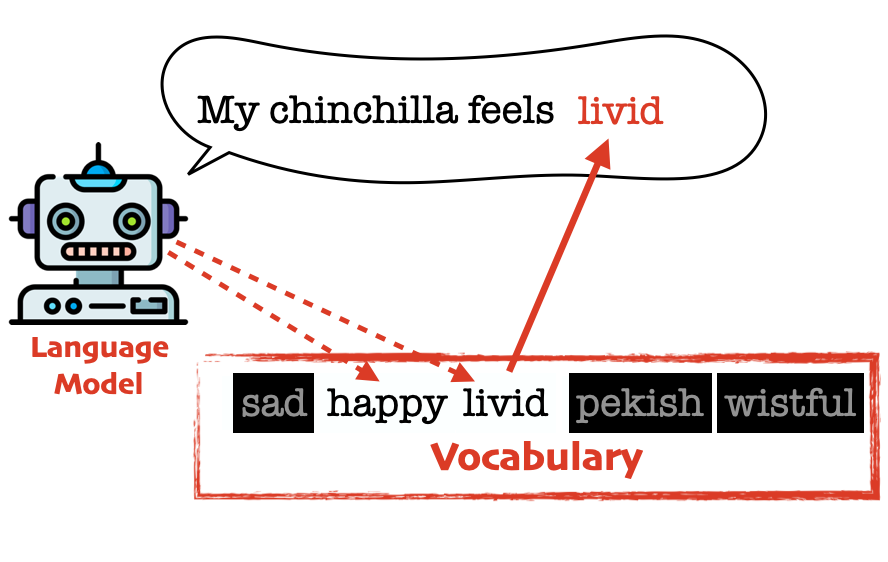 My chinchilla feels livid
Language
Model
sad happy livid pekish wistful
Vocabulary